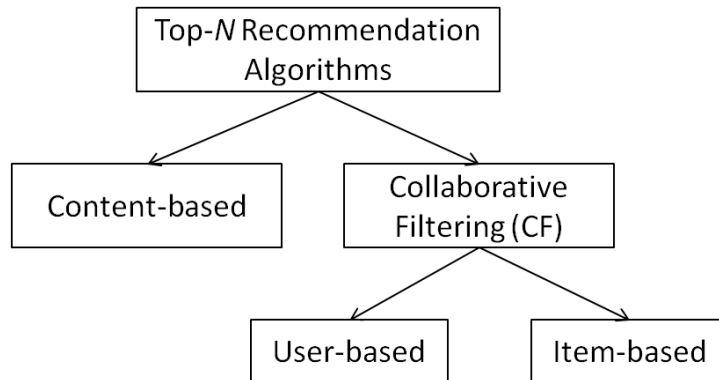 Top-N Recommendation
Algorithms
Content-based
Collaborative
Filtering (CF)
User-based
Item-based